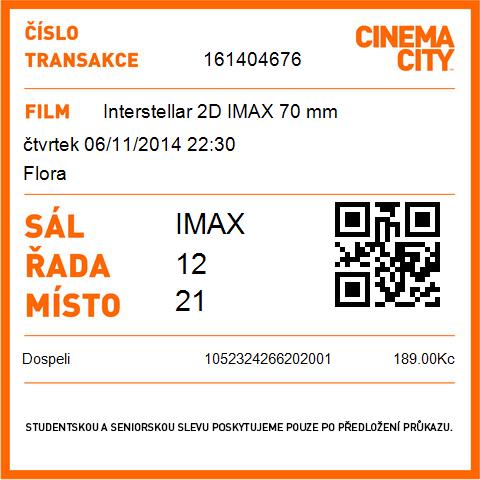 ČÍSLO
TRANSAKCE 161404676
CINEMA
CITY™
FILM Interstellar 2D IMAX 70 mm
čtvrtek 06/11/2014 22:30
Flora
SÁL IMAX
ŘADA 12
MÍSTO 21
Dospeli 1052324266202001 189.00Kc
STUDENTSKOU A SENIORSKOU SLEVU POSKYTUJEME POUZE PO PŘEDLOŽENÍ PRŮKAZU.